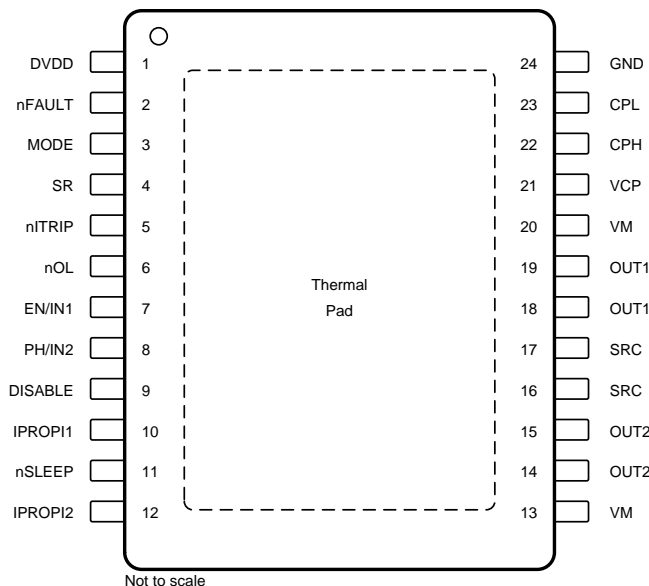 DVDD 1 24 GND
nFAULT 2 23 CPL
MODE 3 22 CPH
SR 4 21 VCP
nITRIP 5 20 VM
nOL 6 19 OUT1
Thermal
Pad
EN/IN1 7 18 OUT1
PH/IN2 8 17 SRC
DISABLE 9 16 SRC
IPROPI1 10 15 OUT2
nSLEEP 11 14 OUT2
IPROPI2 12 13 VM
Not to scale